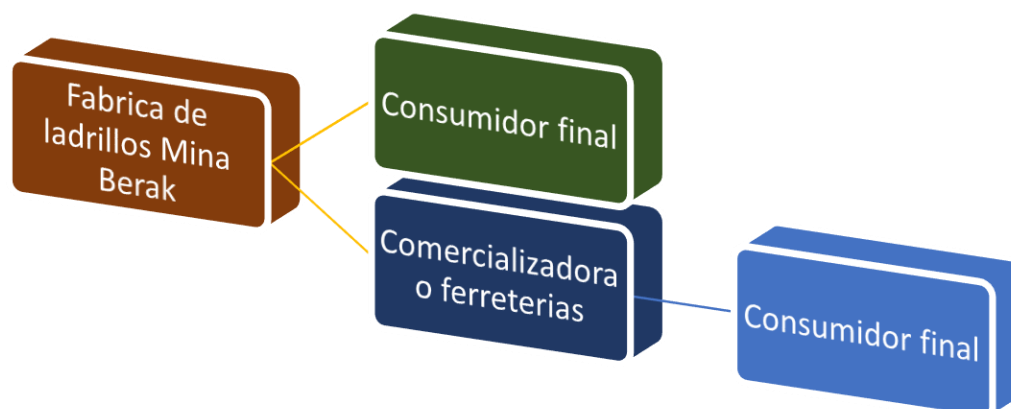 Fabrica de
ladrillos Mina
Berak
Consumidor final
Comercializadora
o ferreterias
Consumidor final